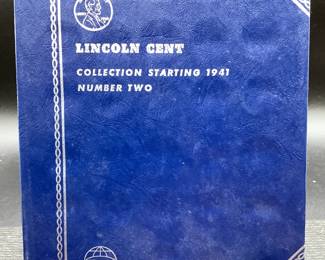 LINCOLN CENT
COLLECTION STARTING 1941
NUMBER TWO